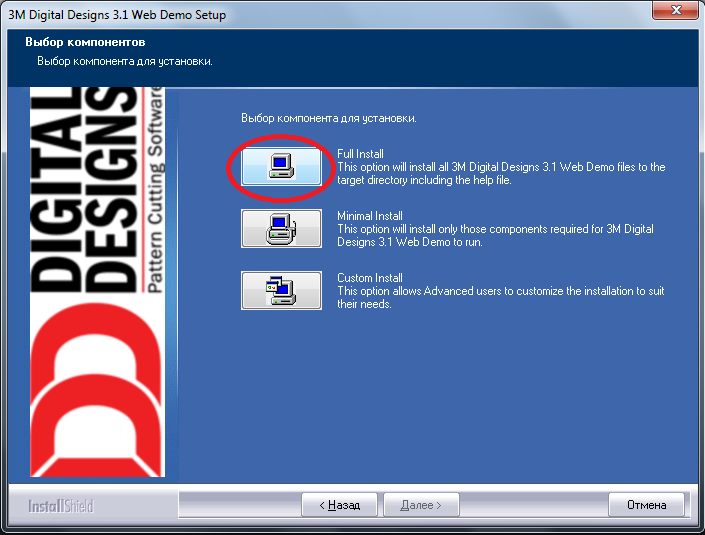 3M Digital Designs 3.1 Web Demo Setup
Выбор компонентов
Выбор компонента для установки.
DIGITAL
DESIGNS
Pattern Cutting Software
Выбор компонента для установки.
Full Install
This option will install all 3M Digital Designs 3.1 Web Demo files to the
target directory including the help file.
Minimal Install
This option will install only those components required for 3M Digital
Designs 3.1 Web Demo to run.
Custom Install
This option allows Advanced users to customize the installation to suit
their needs.
InstallShield
< Назад
Далее >
Отмена